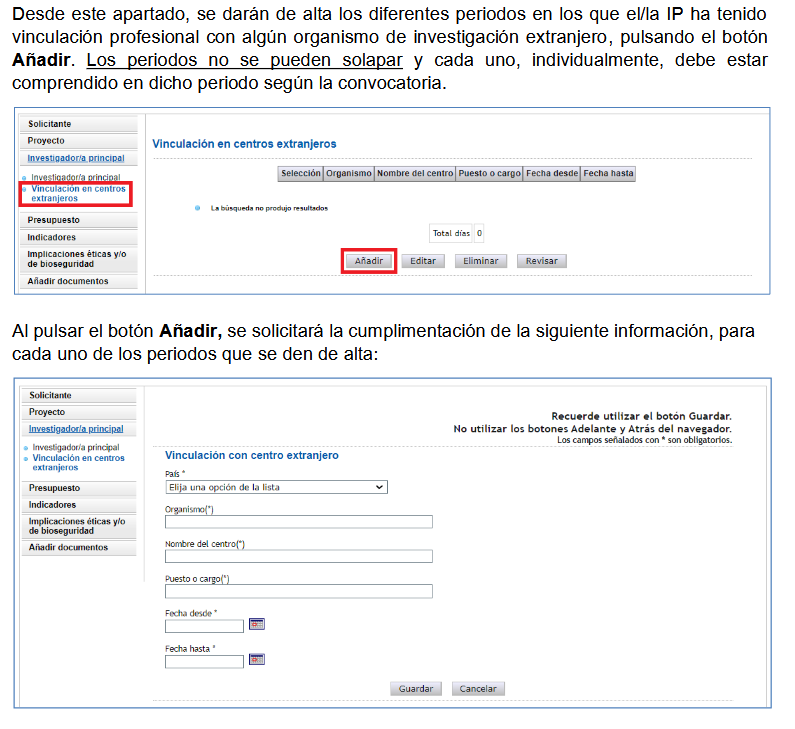 Desde este apartado, se darán de alta los diferentes periodos en los que el/la IP ha tenido
vinculación profesional con algún organismo de investigación extranjero, pulsando el botón
Añadir. Los periodos no se pueden solapar y cada uno, individualmente, debe estar
comprendido en dicho periodo según la convocatoria.
Solicitante
Proyecto
Investigador/a principal
Investigador/a principal
Vinculación en centros
extranjeros
Presupuesto
Indicadores
Implicaciones éticas y/o
de bioseguridad
Añadir documentos
Vinculación en centros extranjeros
Selección Organismo Nombre del centro Puesto o cargo Fecha desde Fecha hasta
La búsqueda no produjo resultados
Total días 0
Añadir Editar Eliminar Revisar
Al pulsar el botón Añadir, se solicitará la cumplimentación de la siguiente información, para
cada uno de los periodos que se den de alta:
Solicitante
Proyecto
Investigador/a principal
Investigador/a principal
Vinculación en centros
extranjeros
Presupuesto
Indicadores
Implicaciones éticas y/o
de bioseguridad
Añadir documentos
Recuerde utilizar el botón Guardar.
No utilizar los botones Adelante y Atrás del navegador.
Los campos señalados con * son obligatorios.
Vinculación con centro extranjero
País *
Elija una opción de la lista
Organismo(*)
Nombre del centro(*)
Puesto o cargo(*)
Fecha desde *
Fecha hasta *
Guardar Cancelar